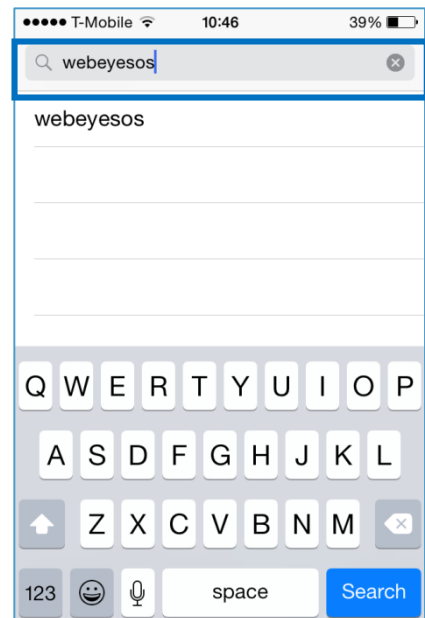 T-Mobile 10:46 39%
webeyesos
webeyesos
Q W E R T Y U I O P
A S D F G H J K L
Z X C V B N M
123 space Search